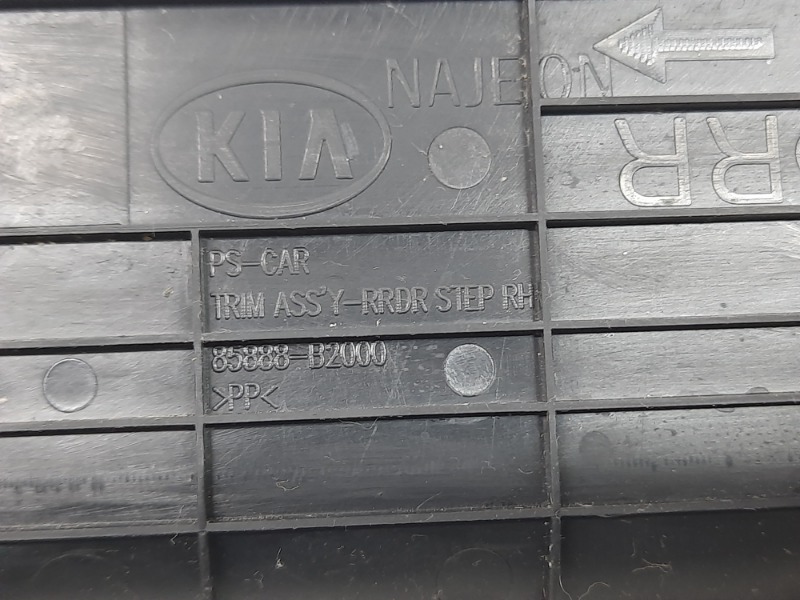 KIA
NAJEON
RR
PS-CAR
TRIM ASS'Y-RRDR STEP RH
85888-B2000
>PP<